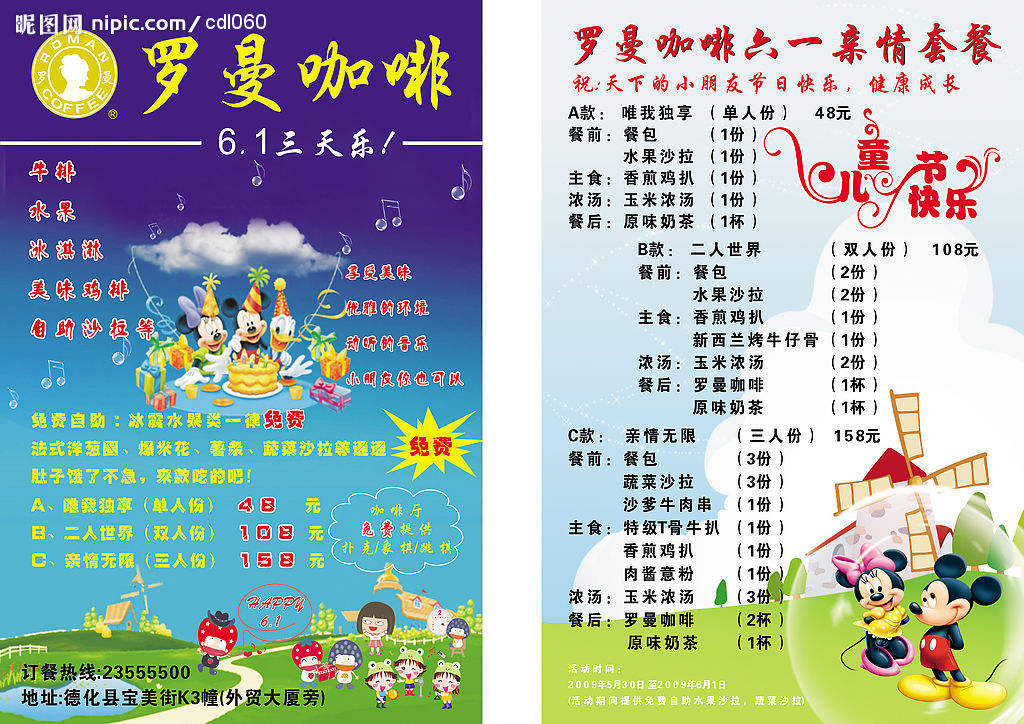 昵图网 nipic.com/cdl060
ROMAN
COFFEE
®
罗曼咖啡
6.1三天乐!
牛排
水果
冰淇淋
美味鸡排
自助沙拉等
享受美味
优雅的环境
动听的音乐
小朋友你也可以
免费自助:冰露水果类一律免费
法式洋葱圈、爆米花、薯条、蔬菜沙拉等通通
免费
肚子饿了不急,来款吃的吧!
A、唯我独享(单人份) 48 元
B、二人世界(双人份) 108 元
C、亲情无限(三人份) 158 元
咖啡厅
免费提供
扑克/象棋/跳棋
HAPPY
6.1
订餐热线:23555500
地址:德化县宝美街K3幢(外贸大厦旁)
罗曼咖啡六一亲情套餐
祝:天下的小朋友节日快乐,健康成长
儿童节快乐
A款: 唯我独享 (单人份) 48元
餐前:餐包 (1份)
水果沙拉 (1份)
主食:香煎鸡扒 (1份)
浓汤:玉米浓汤 (1份)
餐后:原味奶茶 (1杯)
B款: 二人世界 (双人份) 108元
餐前:餐包 (2份)
水果沙拉 (2份)
主食:香煎鸡扒 (1份)
新西兰烤牛仔骨(1份)
浓汤:玉米浓汤 (2份)
餐后:罗曼咖啡 (1杯)
原味奶茶 (1杯)
C款: 亲情无限 (三人份) 158元
餐前:餐包 (3份)
蔬菜沙拉 (3份)
沙爹牛肉串 (1份)
主食:特级T骨牛扒 (1份)
香煎鸡扒 (1份)
肉酱意粉 (1份)
浓汤:玉米浓汤 (3份)
餐后:罗曼咖啡 (2杯)
原味奶茶 (1杯)
活动时间:
2009年5月30日至2009年6月1日
(活动期间提供免费自助水果沙拉,蔬菜沙拉)